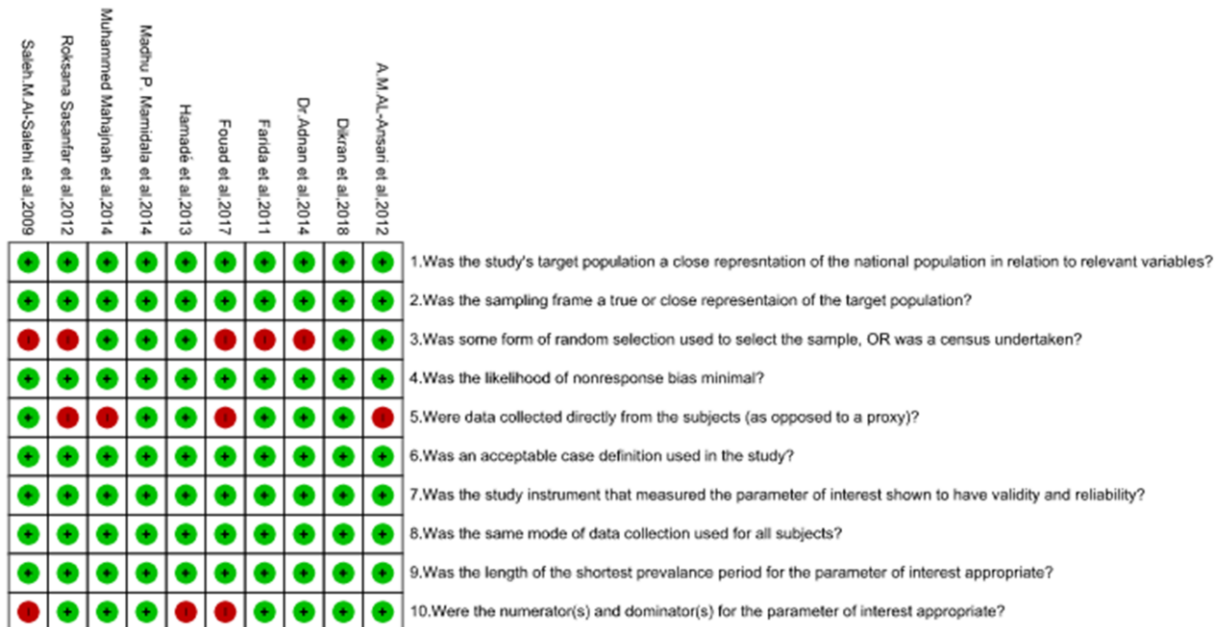 Saleh.M.Al-Salehi et al,2009
Roksana Sasanfar et al,2012
Muhammed Mahajnah et al,2014
Madhu P. Mamidala et al,2014
Hamadé et al,2013
Fouad et al,2017
Farida et al,2011
Dr.Adnan et al,2014
Dikran et al,2018
A.M.AL-Ansari et al,2012
1.Was the study's target population a close represntation of the national population in relation to relevant variables?
2.Was the sampling frame a true or close representaion of the target population?
3.Was some form of random selection used to select the sample, OR was a census undertaken?
4.Was the likelihood of nonresponse bias minimal?
5.Were data collected directly from the subjects (as opposed to a proxy)?
6.Was an acceptable case definition used in the study?
7.Was the study instrument that measured the parameter of interest shown to have validity and reliability?
8.Was the same mode of data collection used for all subjects?
9.Was the length of the shortest prevalance period for the parameter of interest appropriate?
10.Were the numerator(s) and dominator(s) for the parameter of interest appropriate?